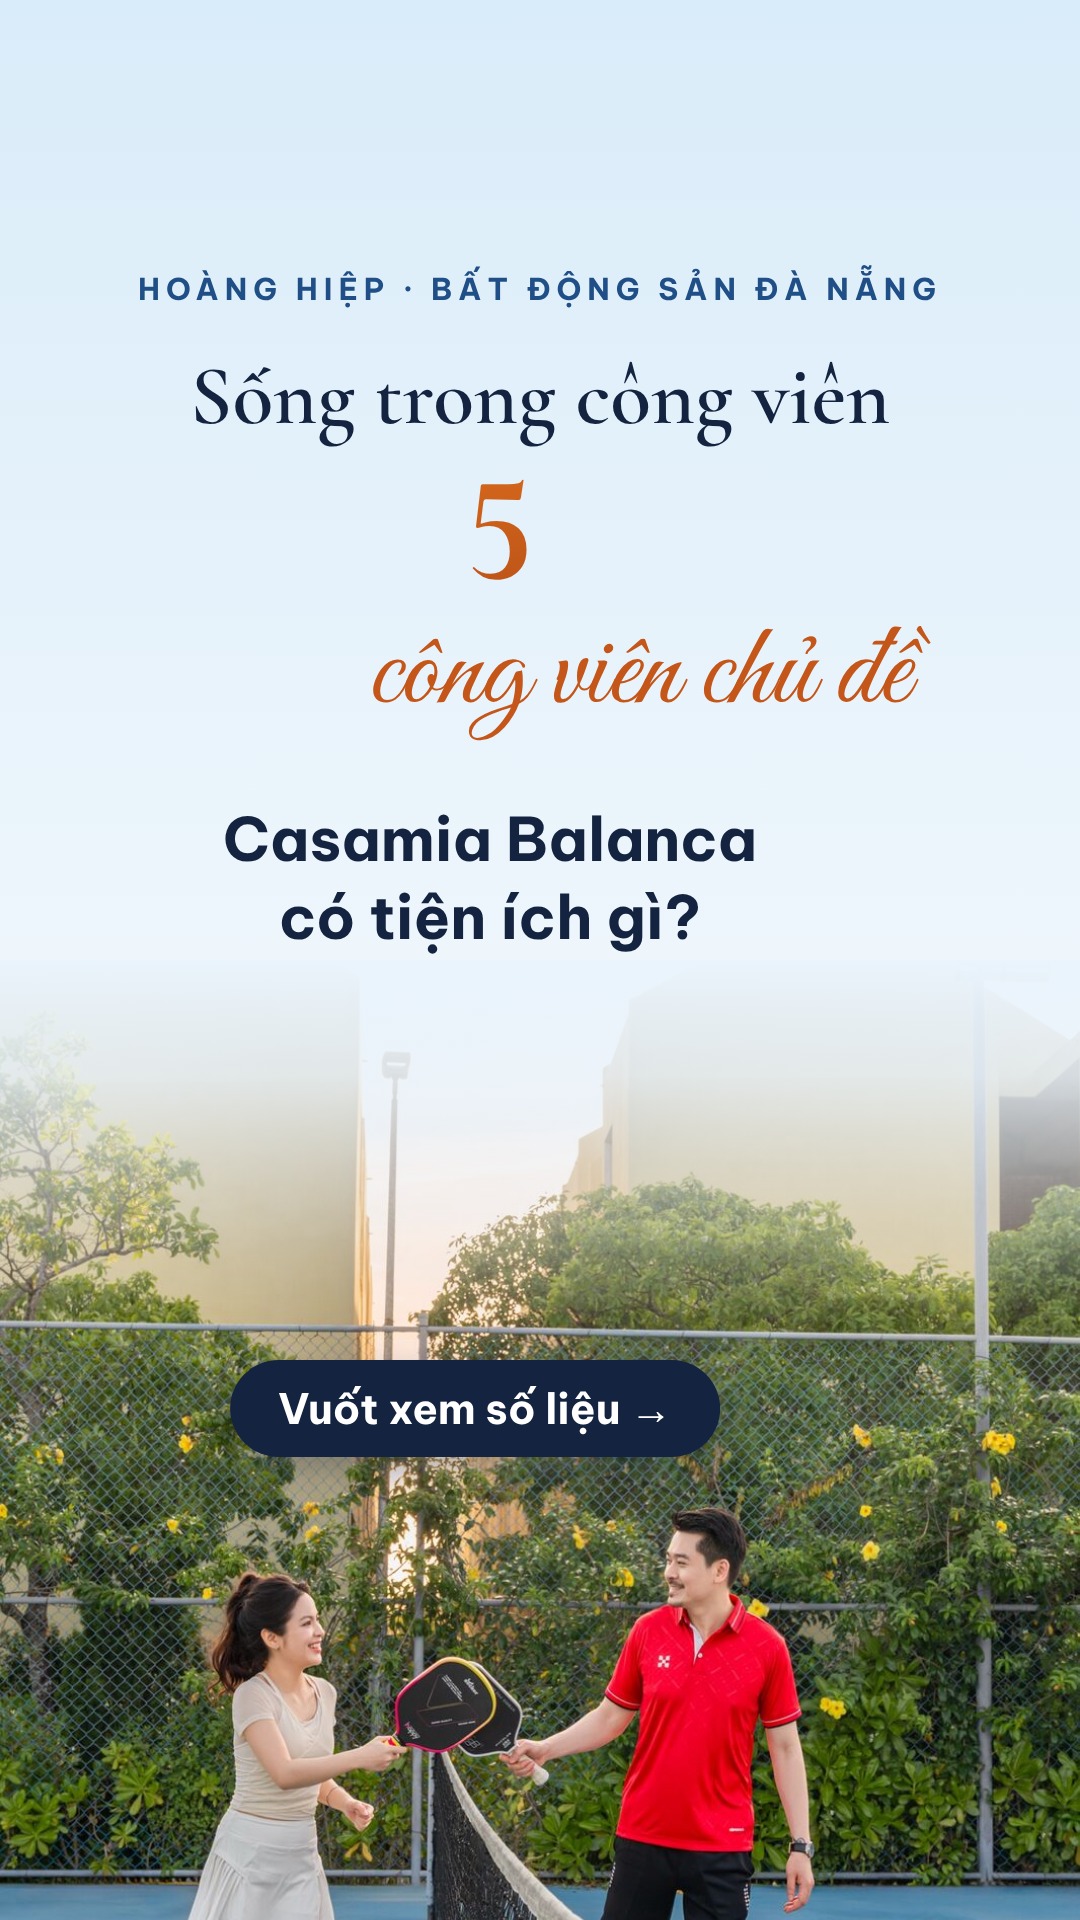 HOÀNG HIỆP · BẤT ĐỘNG SẢN ĐÀ NẴNG
Sống trong công viên
5
công viên chủ đề
Casamia Balanca
có tiện ích gì?
Vuốt xem số liệu →